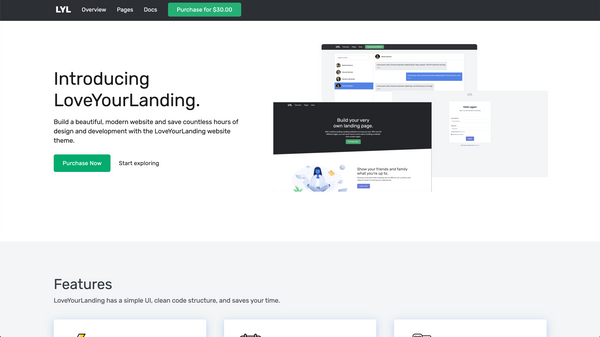 LYL Overview Pages Docs Purchase for $30.00
Introducing
LoveYourLanding.
Build a beautiful, modern website and save countless hours of
design and development with the LoveYourLanding website
theme.
Purchase Now Start exploring
Build your very
own landing page.
Show your friends and family
what you're up to.
Features
LoveYourLanding has a simple UI, clean code structure, and saves your time.